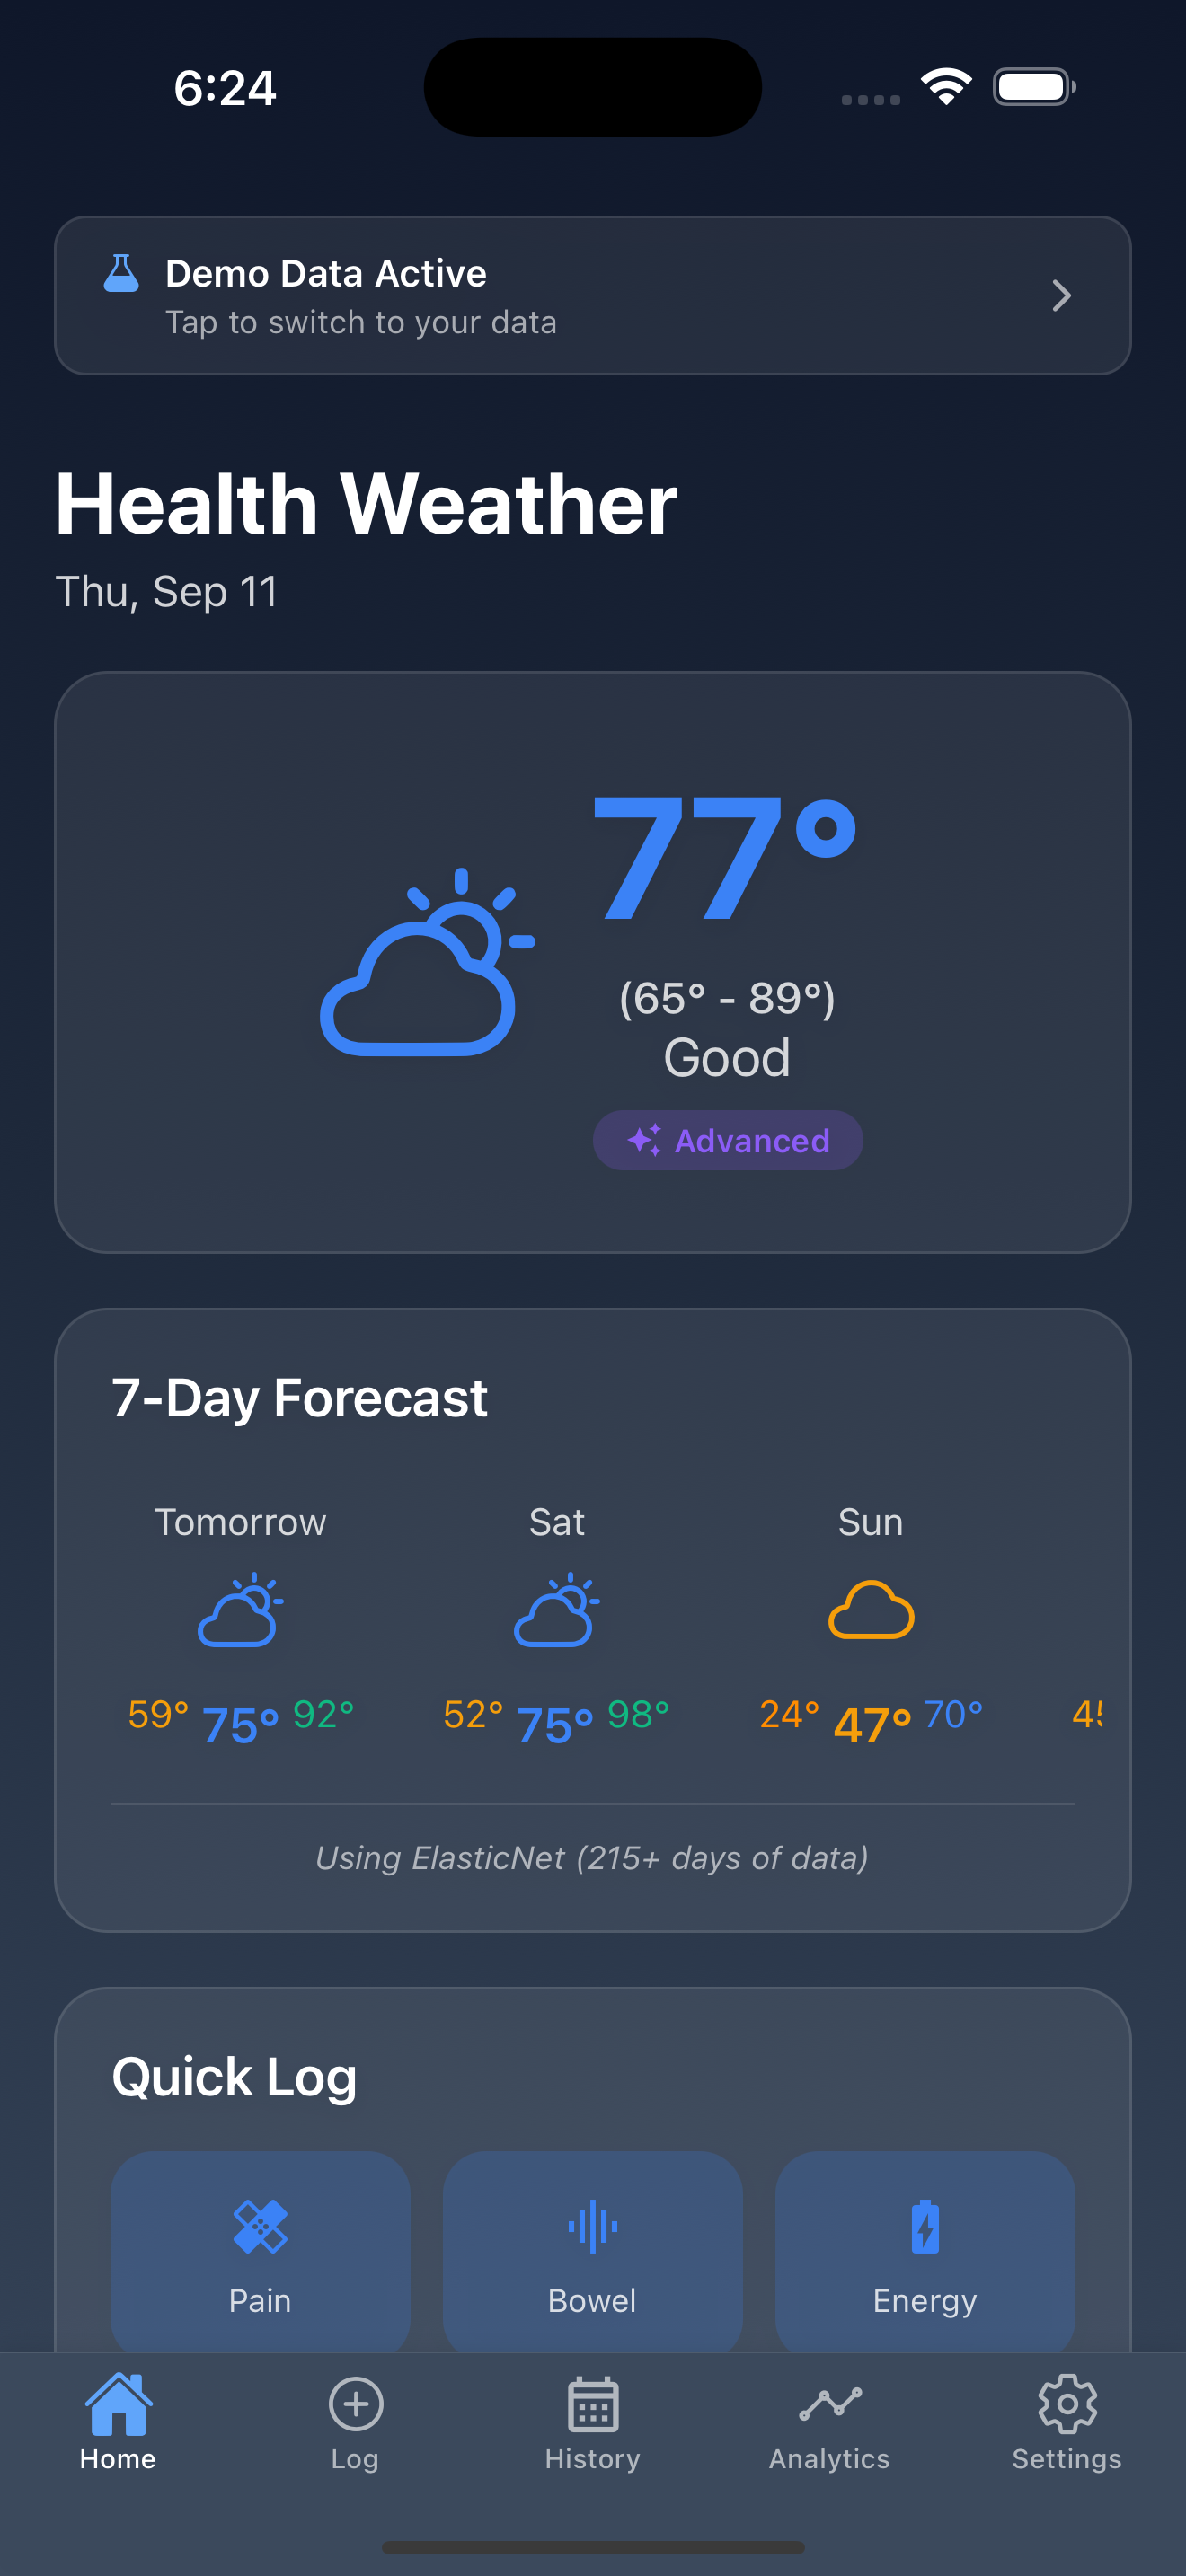 6:24
Demo Data Active
Tap to switch to your data
Health Weather
Thu, Sep 11
77°
(65° - 89°)
Good
Advanced
7-Day Forecast
Tomorrow Sat Sun
59° 75° 92° 52° 75° 98° 24° 47° 70°
Using ElasticNet (215+ days of data)
Quick Log
Pain Bowel Energy
Home Log History Analytics Settings